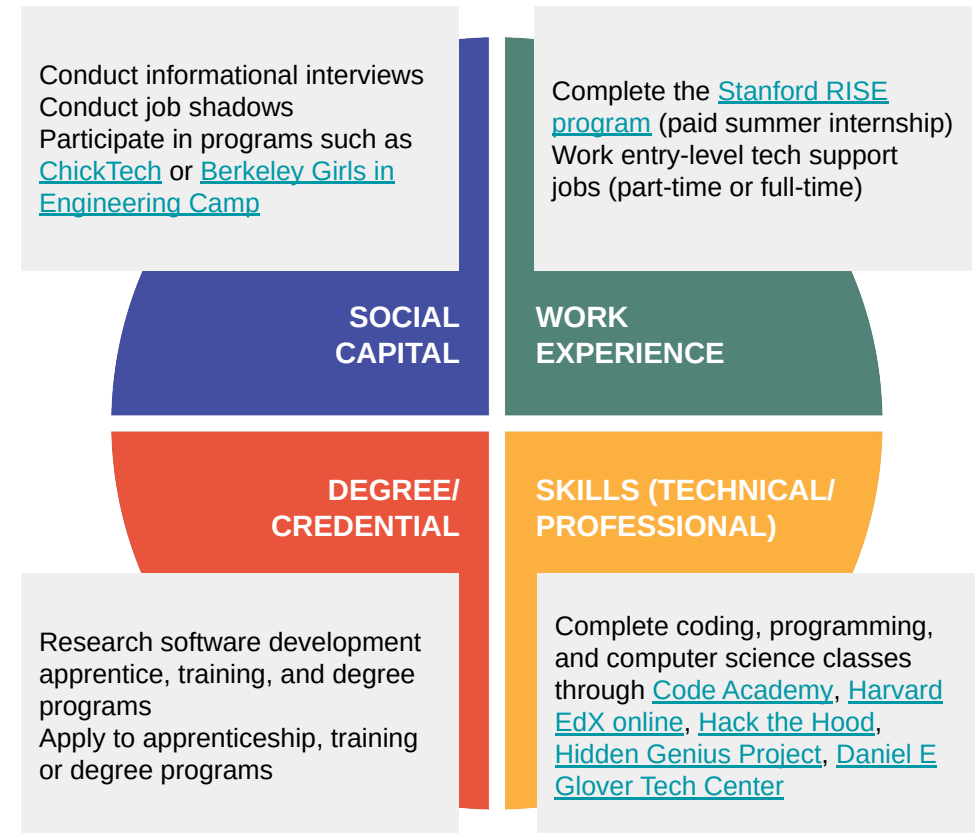 Conduct informational interviews
Conduct job shadows
Participate in programs such as
ChickTech or Berkeley Girls in
Engineering Camp
Complete the Stanford RISE
program (paid summer internship)
Work entry-level tech support
jobs (part-time or full-time)
SOCIAL
CAPITAL
WORK
EXPERIENCE
DEGREE/
CREDENTIAL
SKILLS (TECHNICAL/
PROFESSIONAL)
Research software development
apprentice, training, and degree
programs
Apply to apprenticeship, training
or degree programs
Complete coding, programming,
and computer science classes
through Code Academy, Harvard
EdX online, Hack the Hood,
Hidden Genius Project, Daniel E
Glover Tech Center